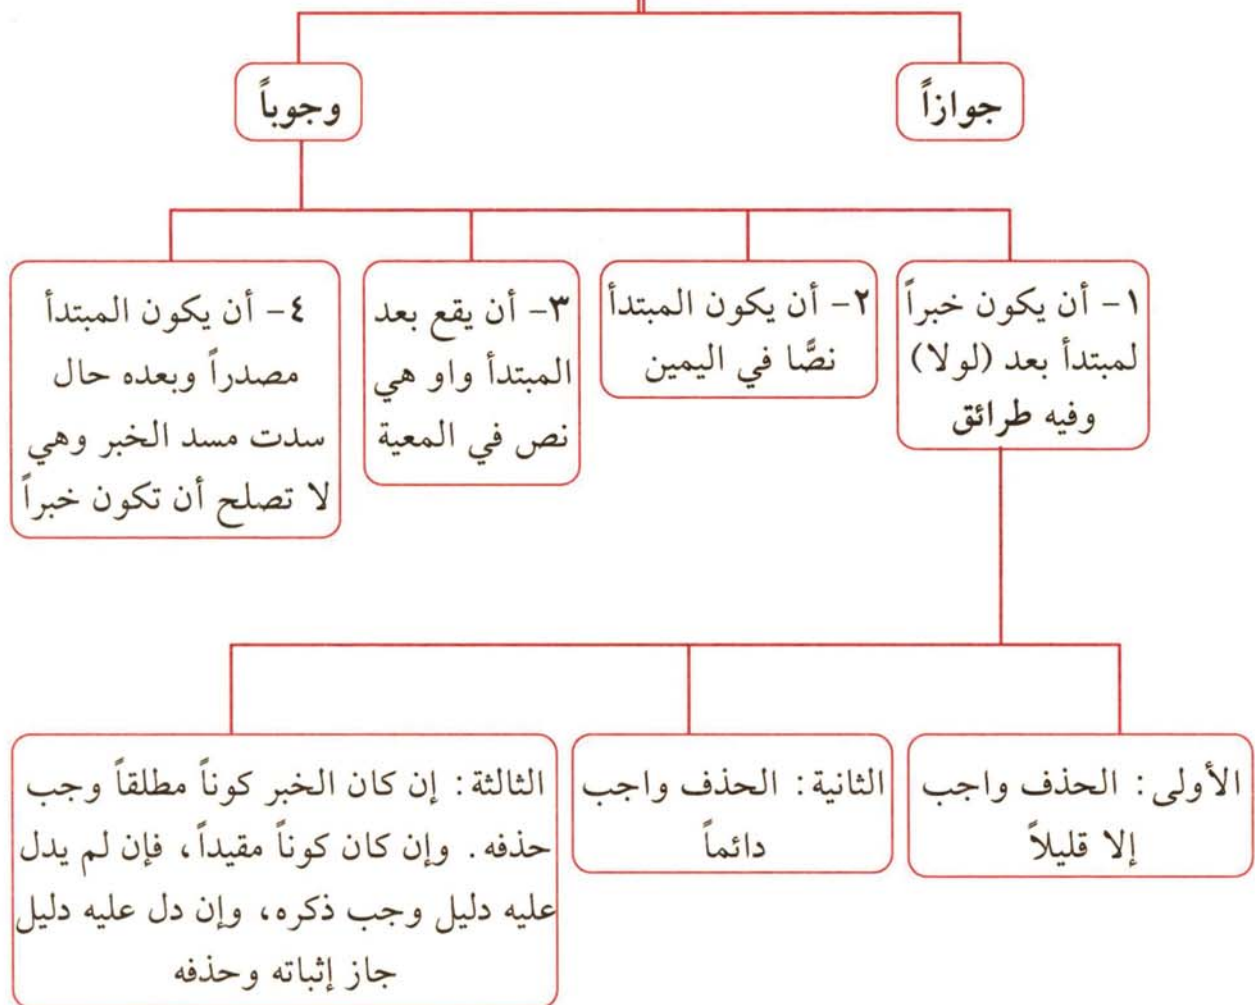 جوازاً
وجوباً
١- أن يكون خبراً
لمبتدأ بعد (لولا)
وفيه طرائق
٢- أن يكون المبتدأ
نصًّا في اليمين
٣- أن يقع بعد
المبتدأ واو هي
نص في المعية
٤- أن يكون المبتدأ
مصدراً وبعده حال
سدت مسد الخبر وهي
لا تصلح أن تكون خبراً
الأولى: الحذف واجب
إلا قليلاً
الثانية: الحذف واجب
دائماً
الثالثة: إن كان الخبر كوناً مطلقاً وجب
حذفه. وإن كان كوناً مقيداً، فإن لم يدل
عليه دليل وجب ذكره، وإن دل عليه دليل
جاز إثباته وحذفه